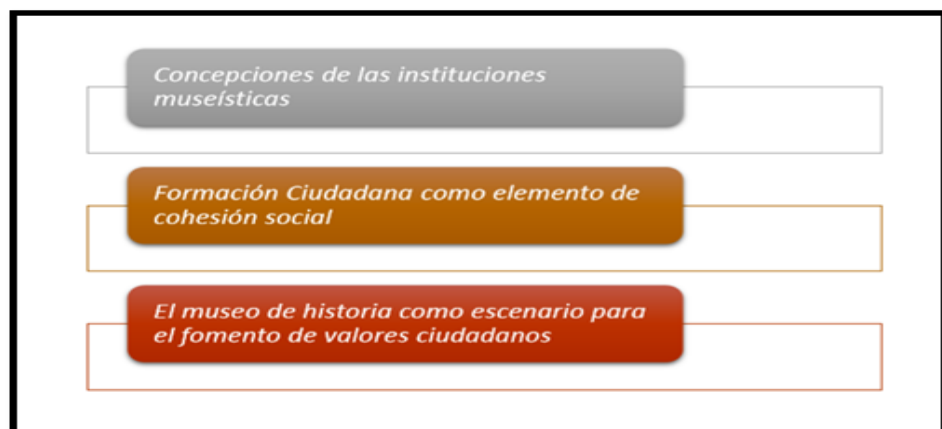 Concepciones de las instituciones
museísticas
Formación Ciudadana como elemento de
cohesión social
El museo de historia como escenario para
el fomento de valores ciudadanos